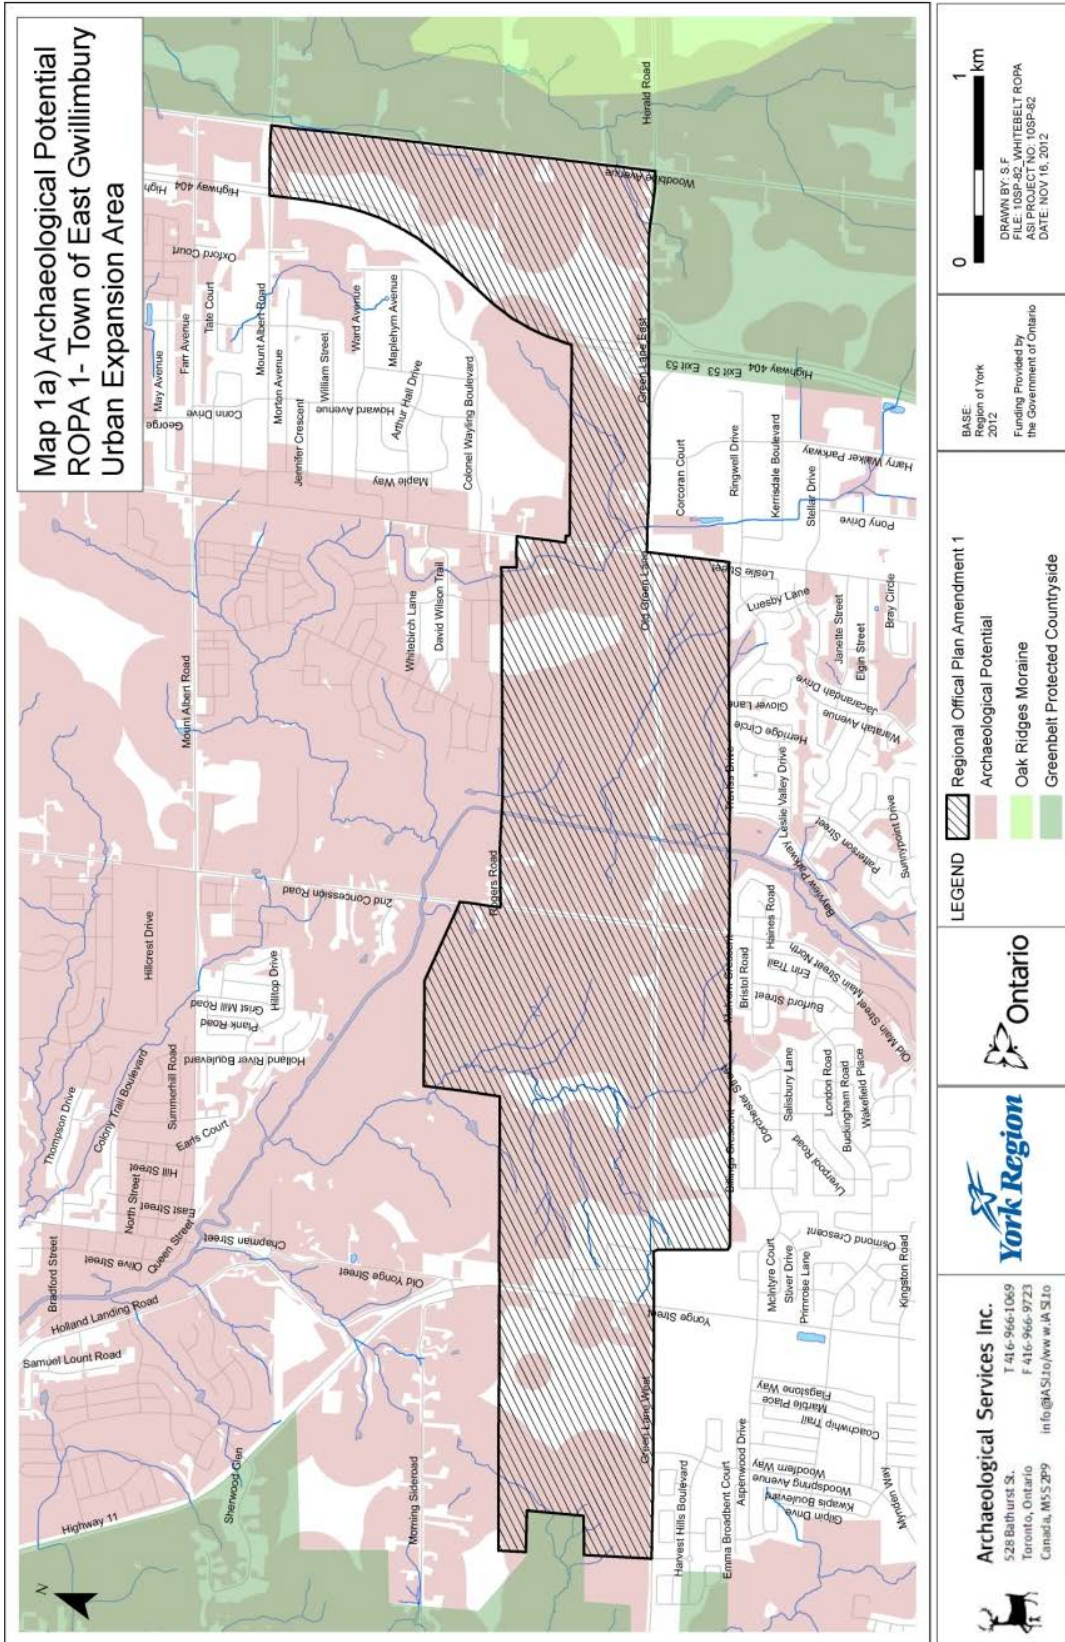 Map 1a) Archaeological Potential
ROPA 1- Town of East Gwillimbury
Urban Expansion Area
N
Highway 11
Sherwood Glen
Morning Sideroad
Samuel Lount Road
Holland Landing Road
Bradford Street
Olive Street
Queen Street
North Street
East Street
Hill Street
Chapman Street
Old Yonge Street
Earls Court
Summerhill Road
Colony Trail Boulevard
Thompson Drive
Holland River Boulevard
Plank Road
Grist Mill Road
Hilltop Drive
Hillcrest Drive
2nd Concession Road
Rogers Road
Mount Albert Road
Whitebirch Lane
David Wilson Trail
George
May Avenue
Farr Avenue
Conn Drive
Tate Court
Oxford Court
Highway 404
High
Mount Albert Road
Morton Avenue
Jennifer Crescent
William Street
Howard Avenue
Ward Avenue
Maplehyrn Avenue
Arthur Hall Drive
Maple Way
Colonel Wayling Boulevard
Woodbine Avenue
Herald Road
Green Lane East
Highway 404
Exit 53
Exit 53
Old Green Lane
Leslie Street
Corcoran Court
Ringwell Drive
Kerrisdale Boulevard
Stellar Drive
Harry Walker Parkway
Pony Drive
Luesby Lane
Janette Street
Elgin Street
Bray Circle
Jacarandah Drive
Waratah Avenue
Glover Lane
Herridge Circle
Traviss Drive
Leslie Valley Drive
Patterson Street
Sunnypoint Drive
Bayview Parkway
Haines Road
Bristol Road
Erin Trail
Burford Street
Main Street North
Old Main Street
Dorchester Street
Salisbury Lane
London Road
Buckingham Road
Wakefield Place
Liverpool Road
Osmond Crescent
Kingston Road
McIntyre Court
Stiver Drive
Primrose Lane
Yonge Street
Green Lane West
Flagstone Way
Marble Place
Coachwhip Trail
Woodfern Way
Woodspring Avenue
Kwapis Boulevard
Gilpin Drive
Mynden Way
Aspenwood Drive
Emma Broadbent Court
Harvest Hills Boulevard
Archaeological Services Inc.
528 Bathurst St. T 416-966-1069
Toronto, Ontario F 416-966-9723
Canada, M5S 2P9 info@iASI.to/www.iASI.to
York Region
Ontario
LEGEND
Regional Offical Plan Amendment 1
Archaeological Potential
Oak Ridges Moraine
Greenbelt Protected Countryside
BASE:
Region of York
2012
Funding Provided by
the Government of Ontario
0 1
km
DRAWN BY: S.F
FILE: 10SP-82_WHITEBELT ROPA
ASI PROJECT NO: 10SP-82
DATE: NOV 16, 2012